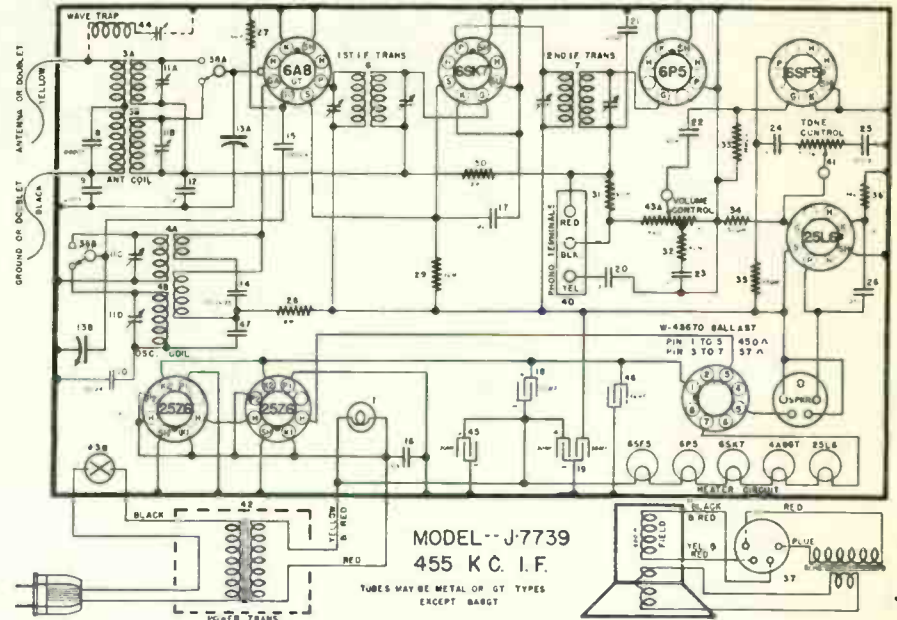 WAVE TRAP
44
27
21
3A
38A
11A
6A8
GT
1ST IF TRANS
6
6SK7
2ND IF TRANS
7
6P5
6SF5
ANTENNA OR DOUBLET
YELLOW
8
3B
11B
13A
15
22
33
24
TONE CONTROL
25
41
9
ANT COIL
12
30
31
43A
VOLUME CONTROL
34
36
GROUND OR DOUBLET
BLACK
17
RED
BLK
YEL
PHONO TERMINALS
40
25L6
38B
11C
4A
14
29
32
20
23
35
26
11D
4B
28
47
13B
10
OSC. COIL
W-48670 BALLAST
PIN 1 TO 5 450 Ω
PIN 3 TO 7 57 Ω
25Z6
25Z6
1
18
46
SPKR
43B
16
45
19
6SF5
6P5
6SK7
25L6
HEATER CIRCUIT
42
BLACK
YELLOW & RED
RED
POWER TRANS
MODEL--J-7739
455 K C. I.F.
TUBES MAY BE METAL OR GT TYPES
EXCEPT 6A8GT
FIELD
BLACK & RED
YEL & RED
RED
BLUE
37